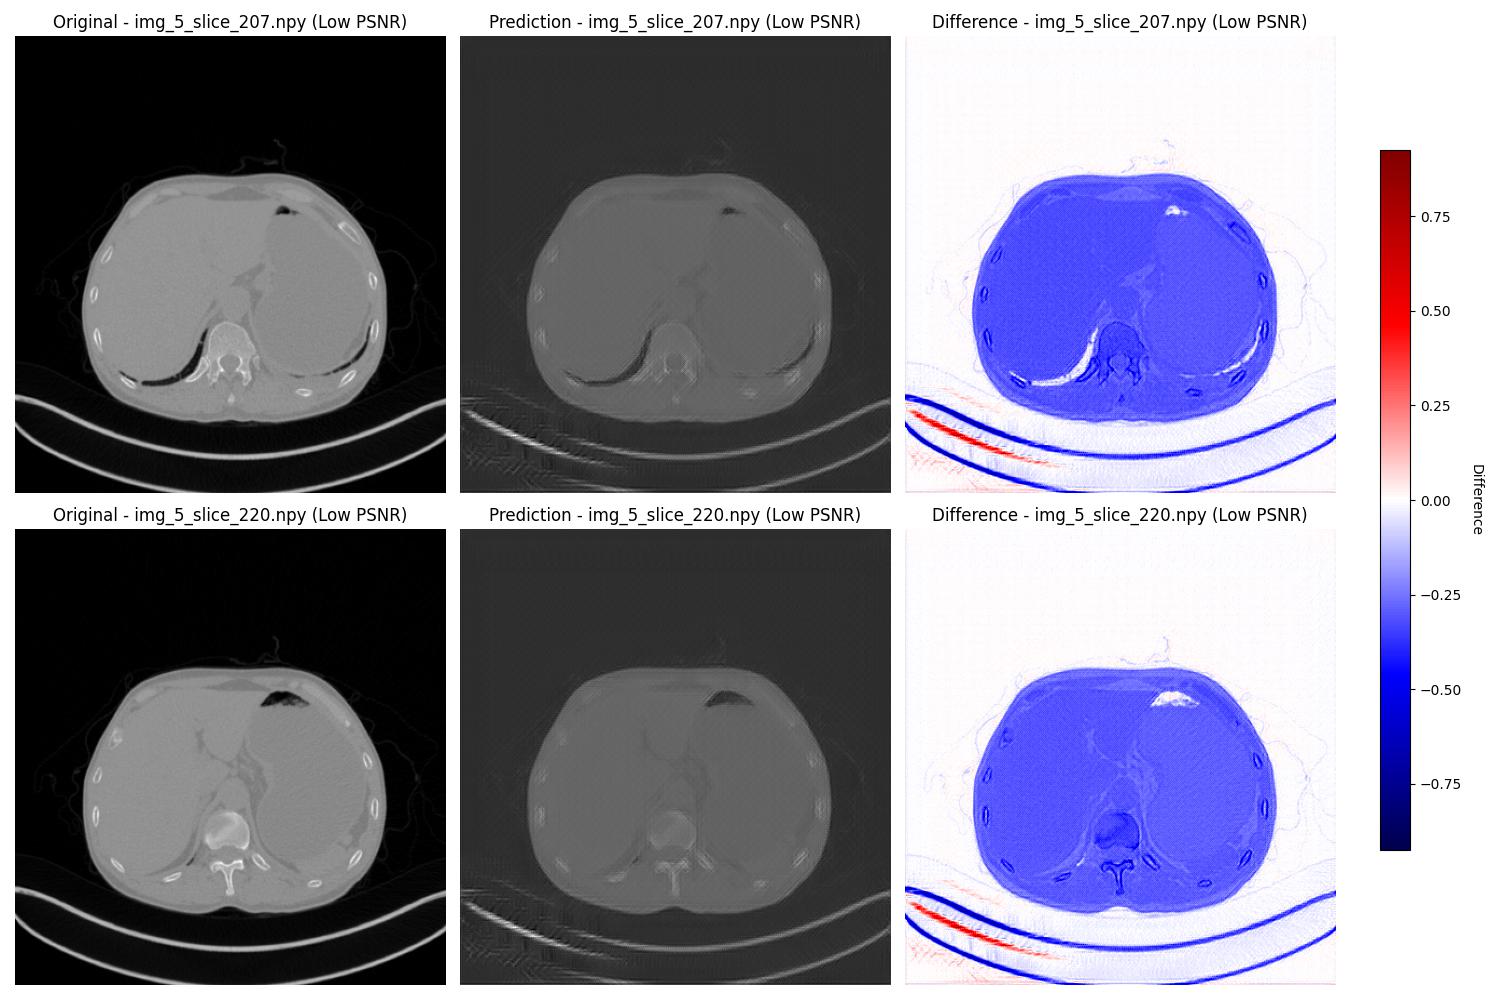 Original - img_5_slice_207.npy (Low PSNR)
Prediction - img_5_slice_207.npy (Low PSNR)
Difference - img_5_slice_207.npy (Low PSNR)
Original - img_5_slice_220.npy (Low PSNR)
Prediction - img_5_slice_220.npy (Low PSNR)
Difference - img_5_slice_220.npy (Low PSNR)
0.75
0.50
0.25
0.00
−0.25
−0.50
−0.75
Difference